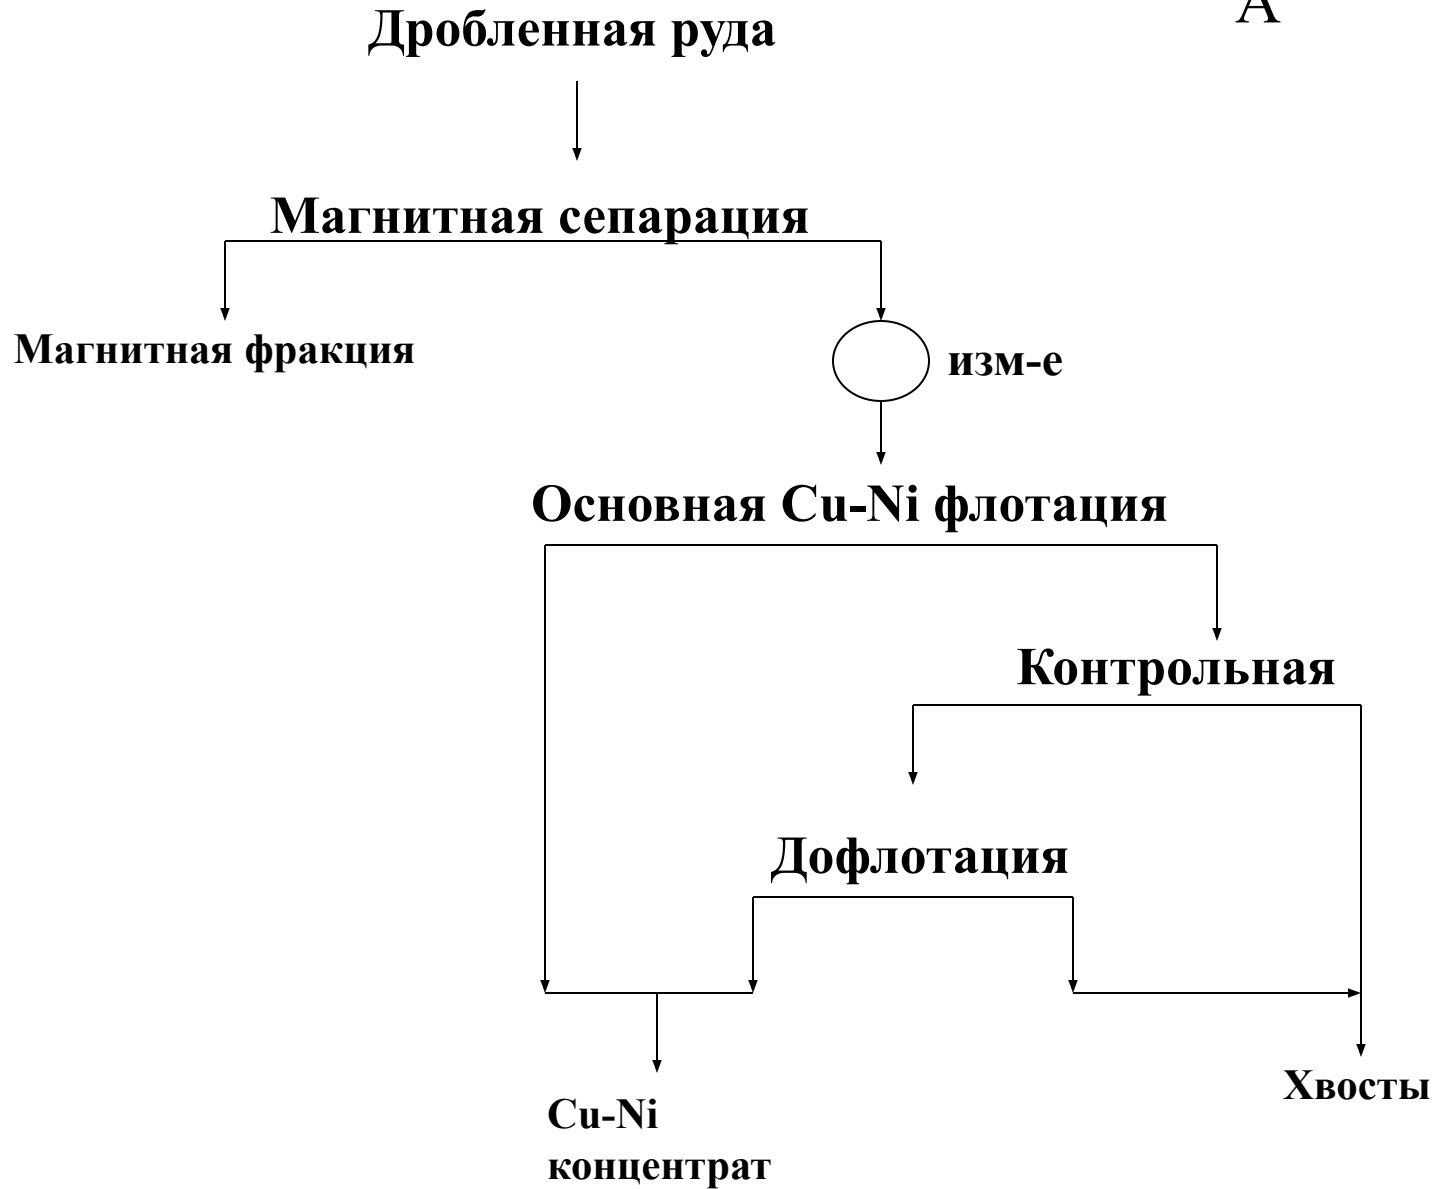 А
Дробленная руда
Магнитная сепарация
Магнитная фракция
изм-е
Основная Cu-Ni флотация
Контрольная
Дофлотация
Хвосты
Cu-Ni
концентрат